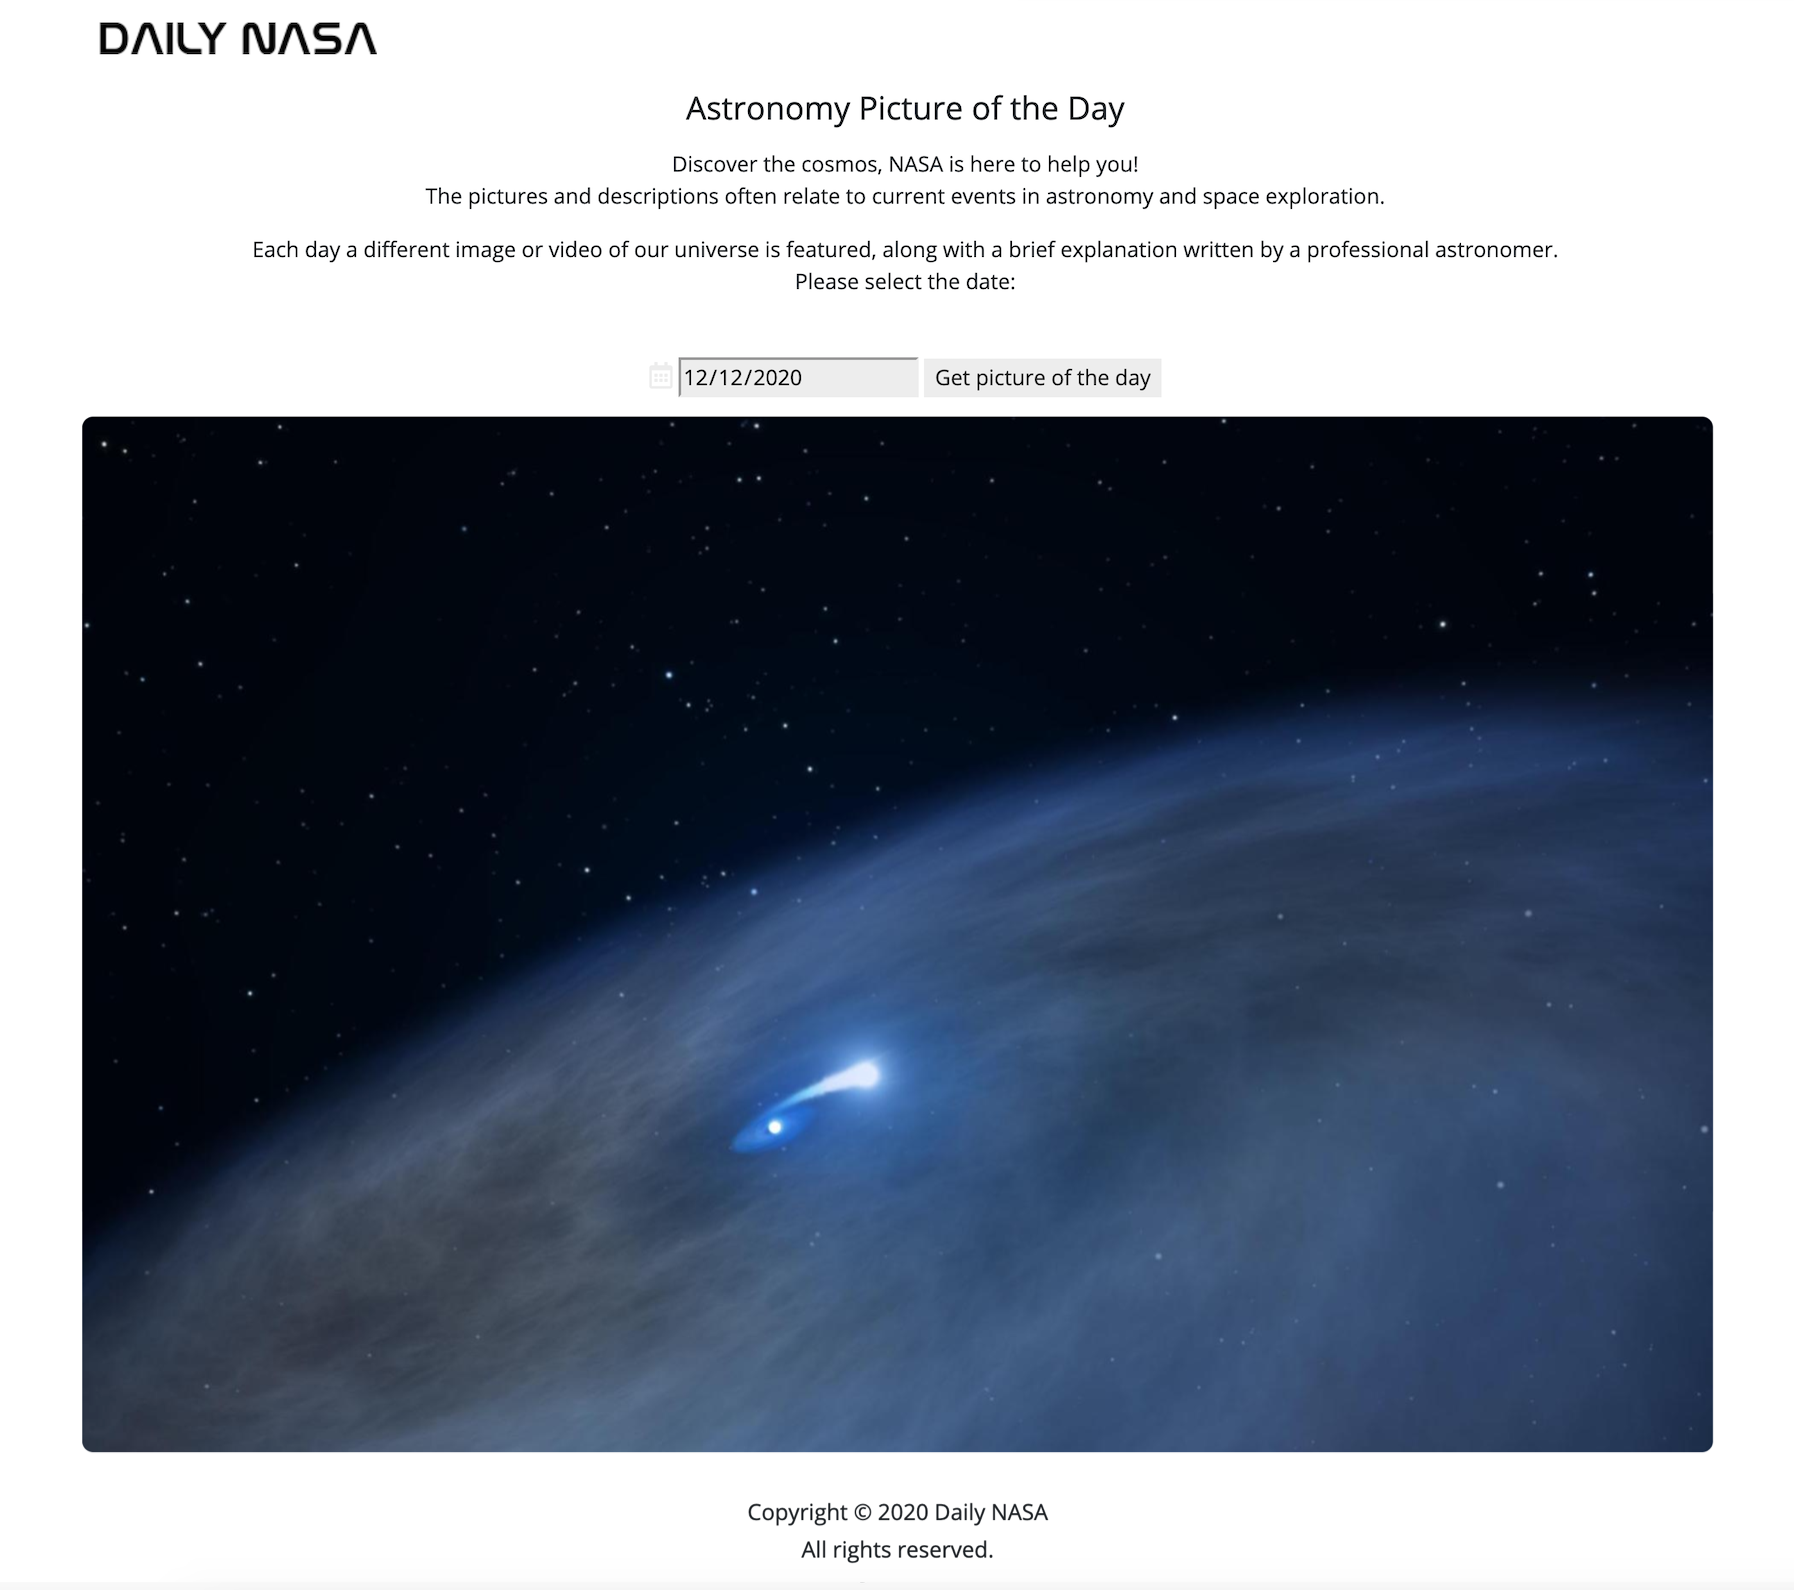 DAILY NASA
Astronomy Picture of the Day
Discover the cosmos, NASA is here to help you!
The pictures and descriptions often relate to current events in astronomy and space exploration.
Each day a different image or video of our universe is featured, along with a brief explanation written by a professional astronomer.
Please select the date:
12/12/2020 Get picture of the day
Copyright © 2020 Daily NASA
All rights reserved.